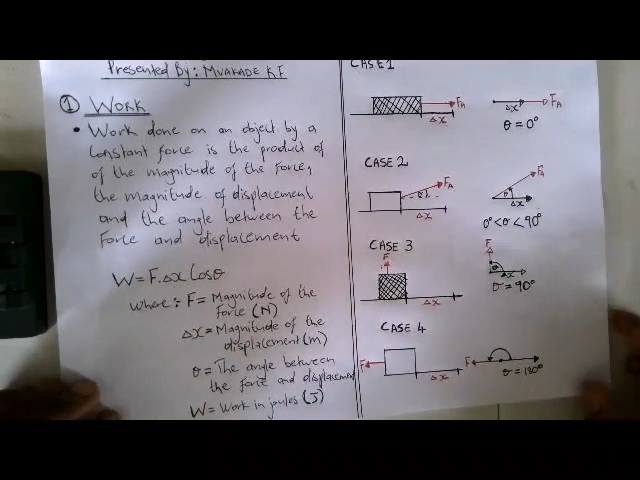 Presented By: MVAKADE K.F
① WORK
• Work done on an object by a
constant force is the product of
of the magnitude of the force,
the magnitude of displacement
and the angle between the
Force and displacement
W=F.Δx Cosθ
where: F= Magnitude of the
force (N)
Δx= Magnitude of the
displacement (m)
θ= The angle between
the force and displacement
W= Work in joules (J)
CASE 1
FA
Δx
Δx FA
θ = 0°
CASE 2
FA
θ
Δx
FA
θ
Δx
0°<θ<90°
CASE 3
F
Δx
F
θ
Δx
θ=90°
CASE 4
F
Δx
F
θ=180°